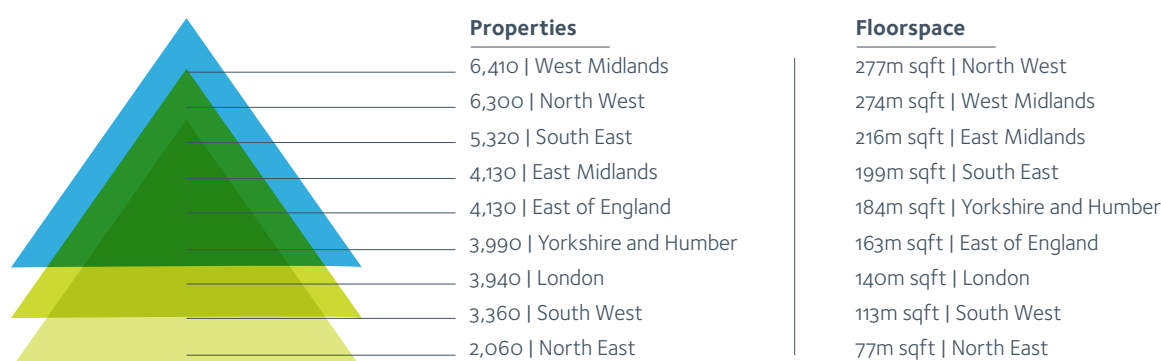 Properties
6,410 | West Midlands
6,300 | North West
5,320 | South East
4,130 | East Midlands
4,130 | East of England
3,990 | Yorkshire and Humber
3,940 | London
3,360 | South West
2,060 | North East
Floorspace
277m sqft | North West
274m sqft | West Midlands
216m sqft | East Midlands
199m sqft | South East
184m sqft | Yorkshire and Humber
163m sqft | East of England
140m sqft | London
113m sqft | South West
77m sqft | North East